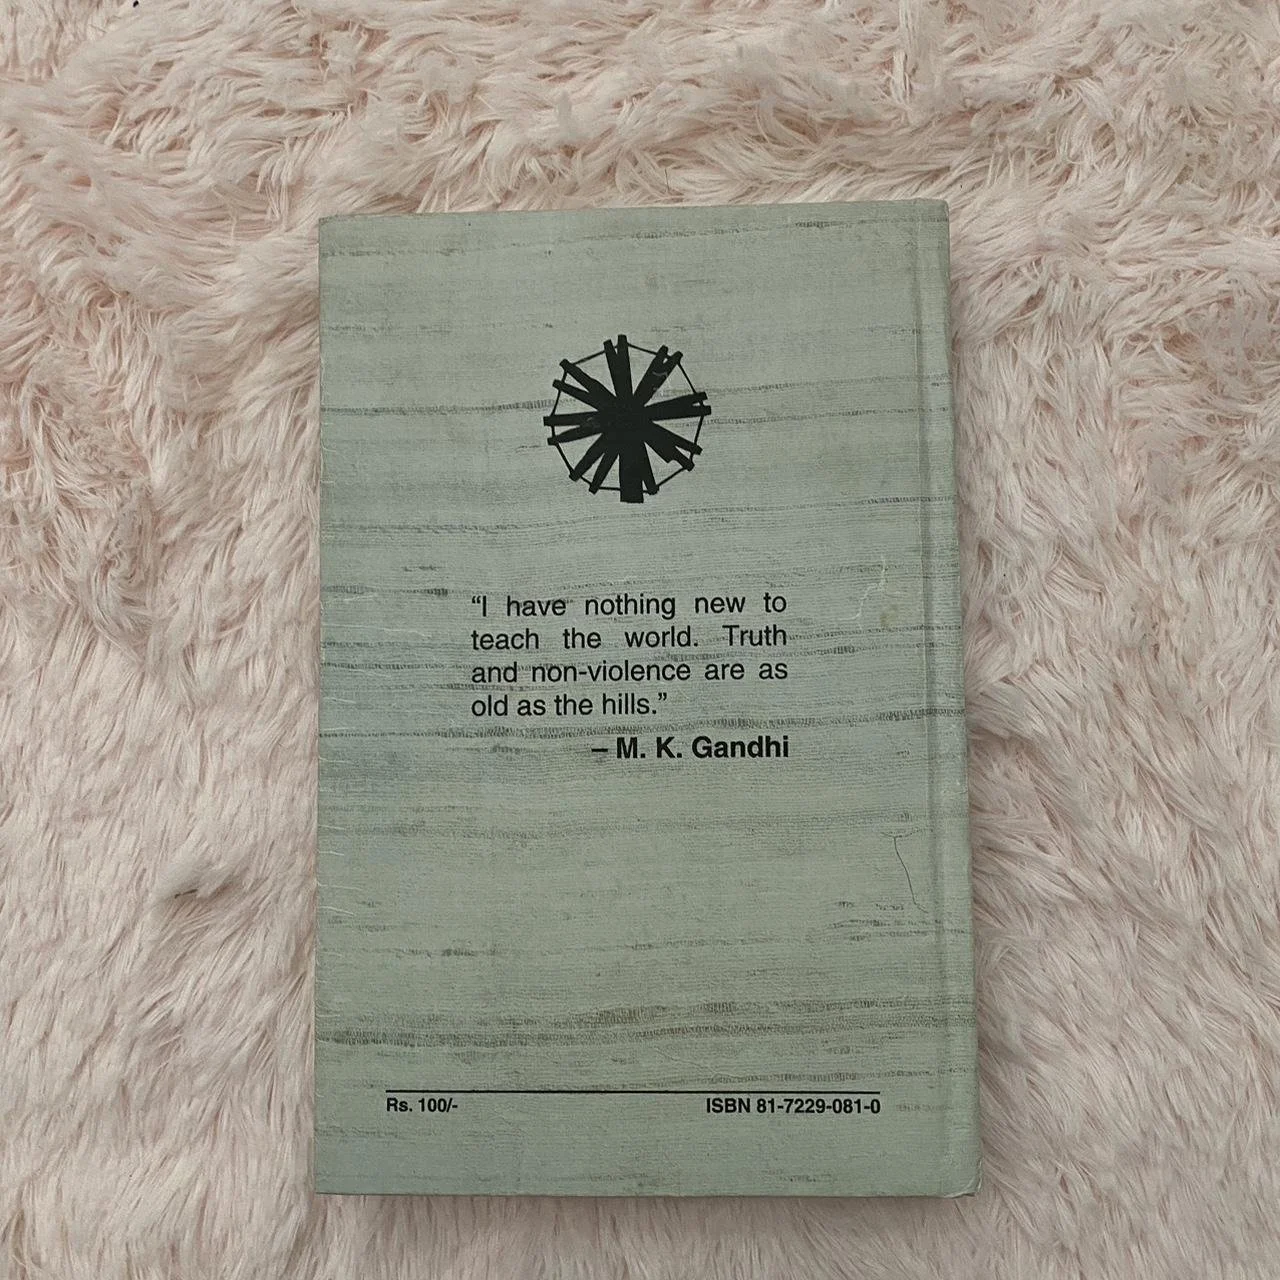 “I have nothing new to
teach the world. Truth
and non-violence are as
old as the hills.”
– M. K. Gandhi
Rs. 100/- ISBN 81-7229-081-0